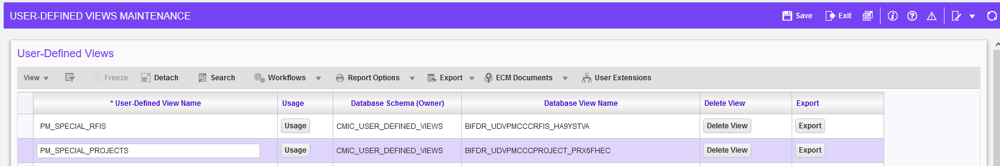 USER-DEFINED VIEWS MAINTENANCE Save Exit
User-Defined Views
View Freeze Detach Search Workflows Report Options Export ECM Documents User Extensions
* User-Defined View Name Usage Database Schema (Owner) Database View Name Delete View Export
PM_SPECIAL_RFIS Usage CMIC_USER_DEFINED_VIEWS BIFDR_UDVPMCCCRFIS_HA9YSTVA Delete View Export
PM_SPECIAL_PROJECTS Usage CMIC_USER_DEFINED_VIEWS BIFDR_UDVPMCCCPROJECT_PRX6FHEC Delete View Export